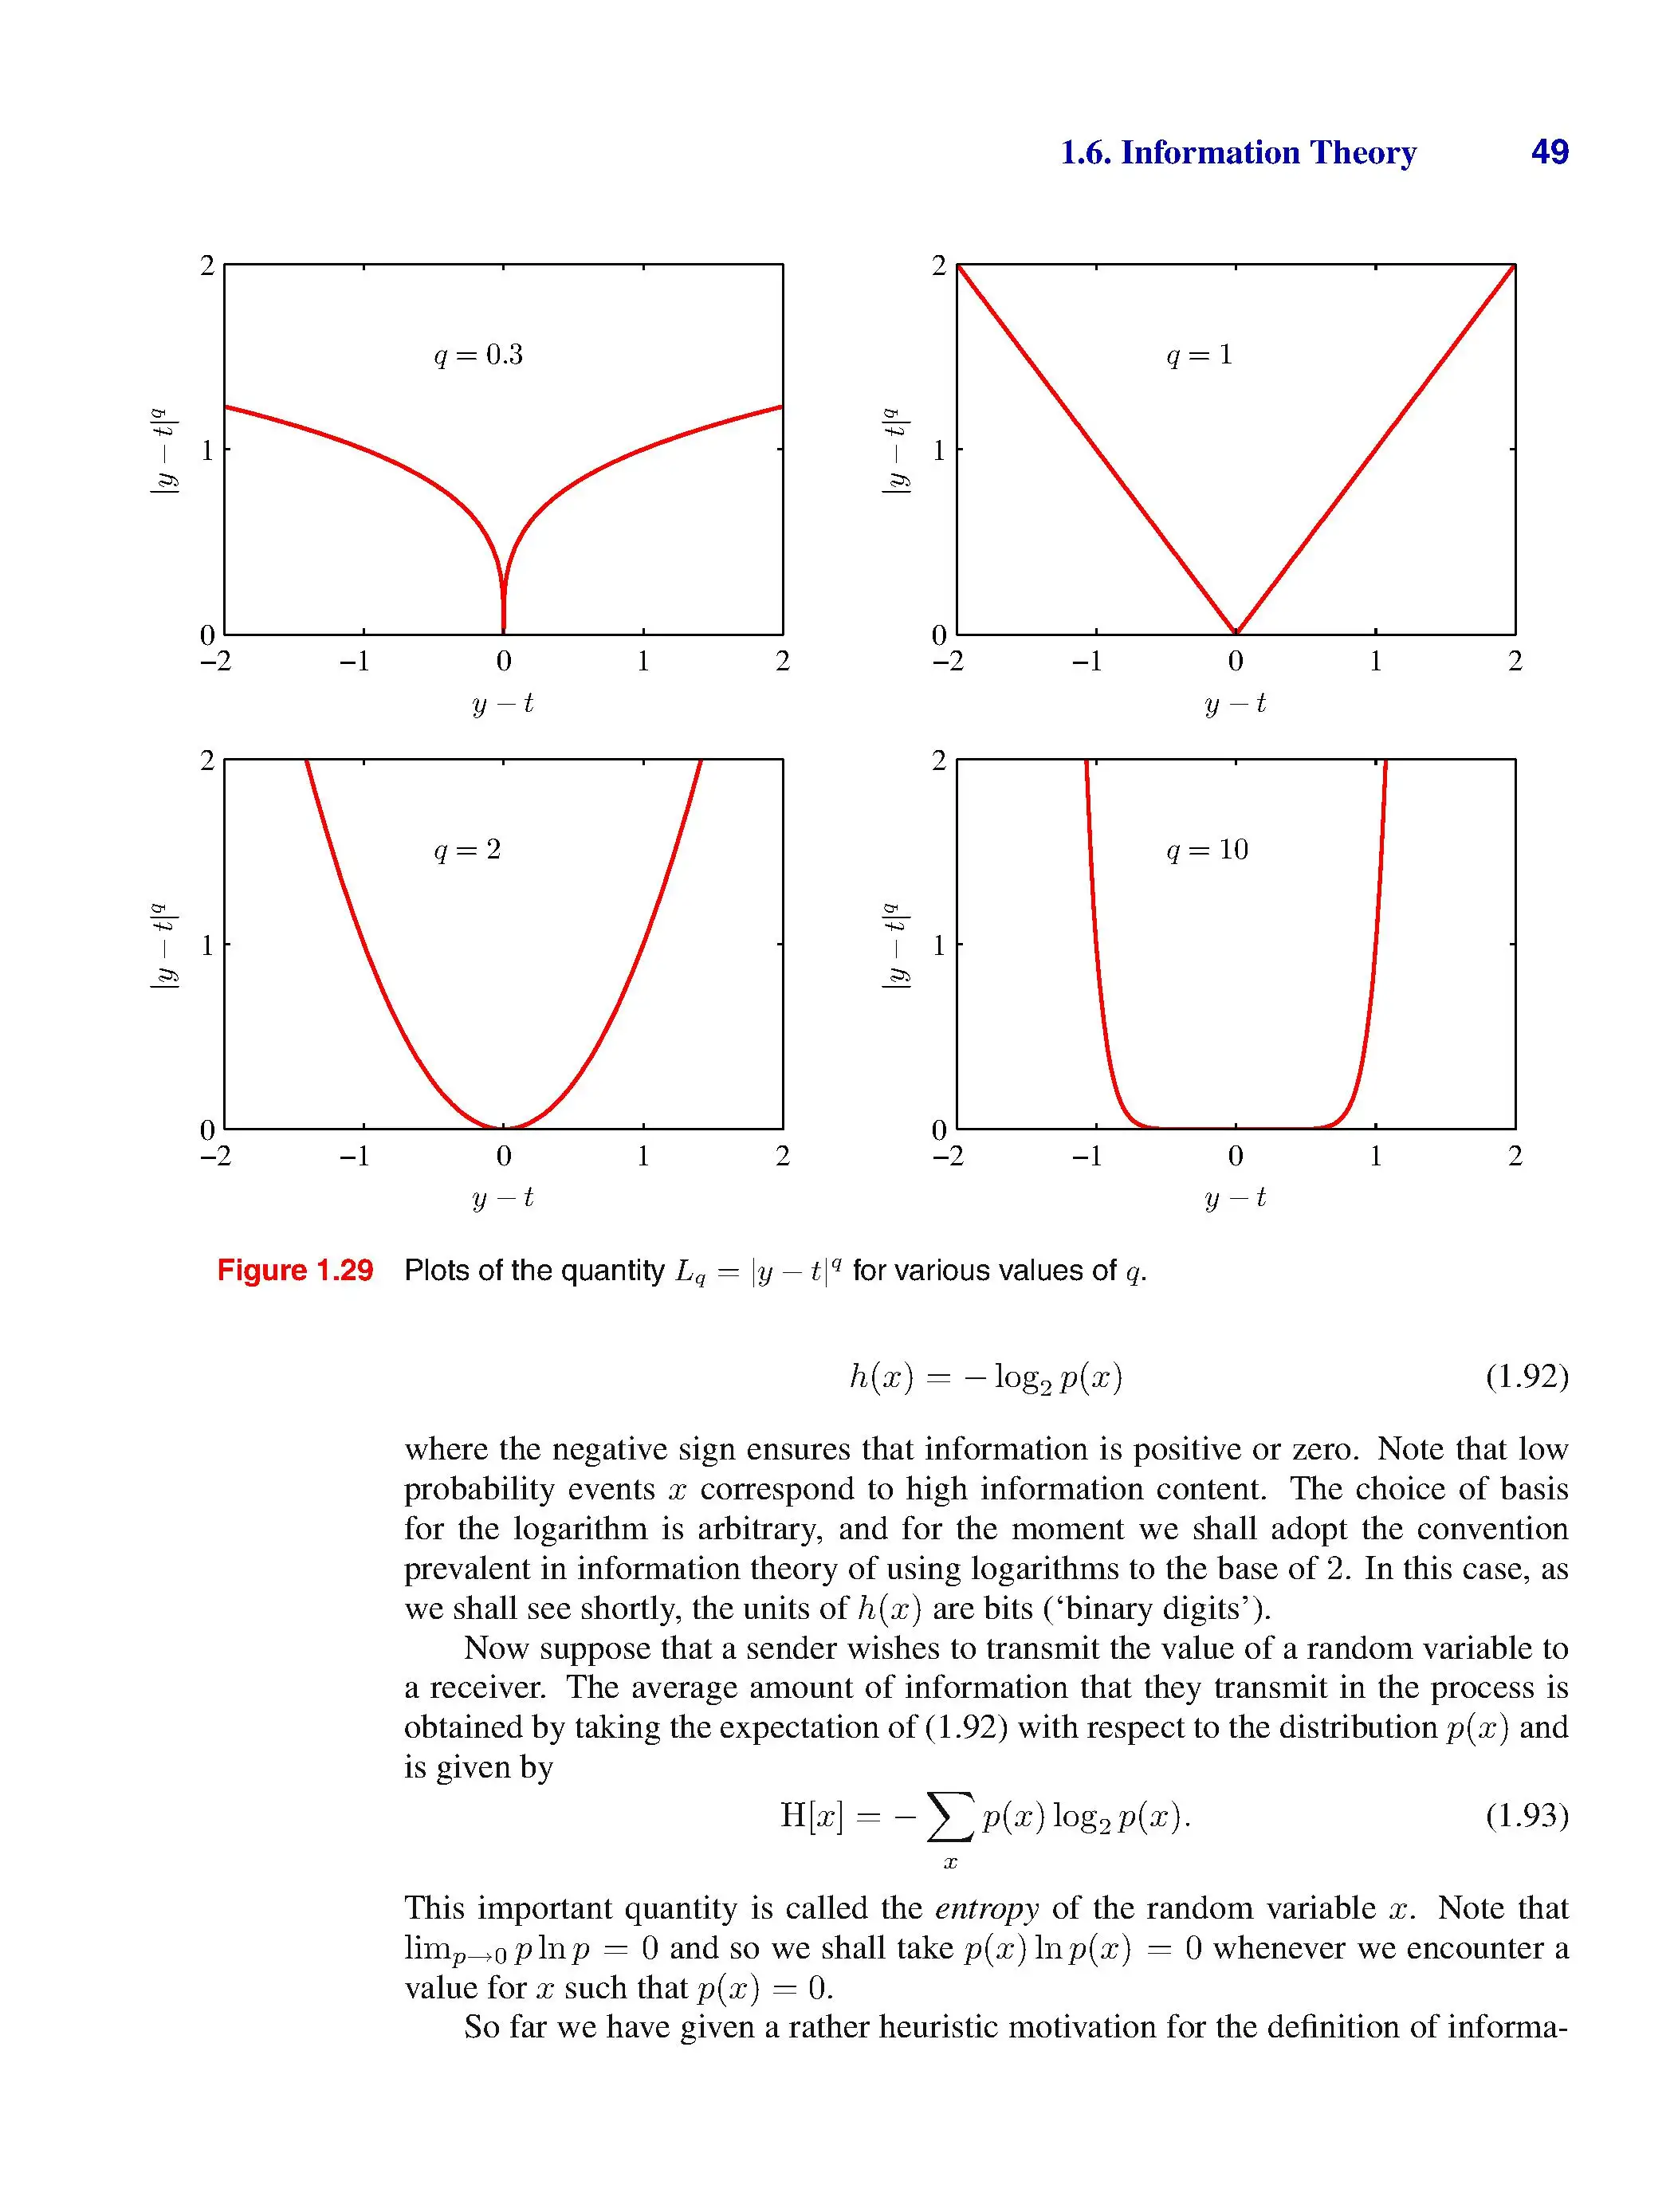 1.6. Information Theory 49
2
1
0
−2 −1 0 1 2
q = 0.3
|y − t|^q
y − t
2
1
0
−2 −1 0 1 2
q = 1
|y − t|^q
y − t
2
1
0
−2 −1 0 1 2
q = 2
|y − t|^q
y − t
2
1
0
−2 −1 0 1 2
q = 10
|y − t|^q
y − t
Figure 1.29 Plots of the quantity L_q = |y − t|^q for various values of q.
h(x) = − log₂ p(x) (1.92)
where the negative sign ensures that information is positive or zero. Note that low
probability events x correspond to high information content. The choice of basis
for the logarithm is arbitrary, and for the moment we shall adopt the convention
prevalent in information theory of using logarithms to the base of 2. In this case, as
we shall see shortly, the units of h(x) are bits (‘binary digits’).
Now suppose that a sender wishes to transmit the value of a random variable to
a receiver. The average amount of information that they transmit in the process is
obtained by taking the expectation of (1.92) with respect to the distribution p(x) and
is given by
H[x] = − ∑_x p(x) log₂ p(x). (1.93)
This important quantity is called the entropy of the random variable x. Note that
lim_{p→0} p ln p = 0 and so we shall take p(x) ln p(x) = 0 whenever we encounter a
value for x such that p(x) = 0.
So far we have given a rather heuristic motivation for the definition of informa-